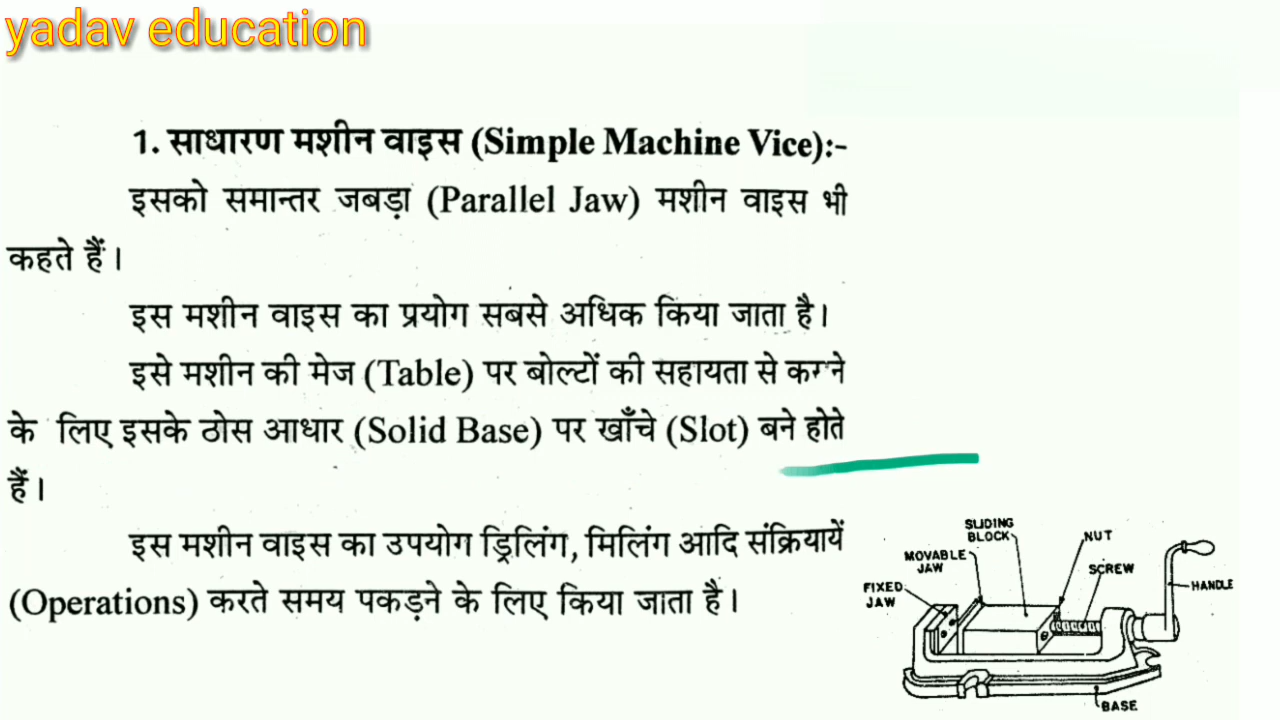 yadav education
1. साधारण मशीन वाइस (Simple Machine Vice):-
इसको समान्तर जबड़ा (Parallel Jaw) मशीन वाइस भी
कहते हैं।
इस मशीन वाइस का प्रयोग सबसे अधिक किया जाता है।
इसे मशीन की मेज (Table) पर बोल्टों की सहायता से कसने
के लिए इसके ठोस आधार (Solid Base) पर खाँचे (Slot) बने होते
हैं।
इस मशीन वाइस का उपयोग ड्रिलिंग, मिलिंग आदि संक्रियायें
(Operations) करते समय पकड़ने के लिए किया जाता है।
SLIDING
BLOCK
NUT
MOVABLE
JAW
SCREW
FIXED
JAW
HANDLE
BASE